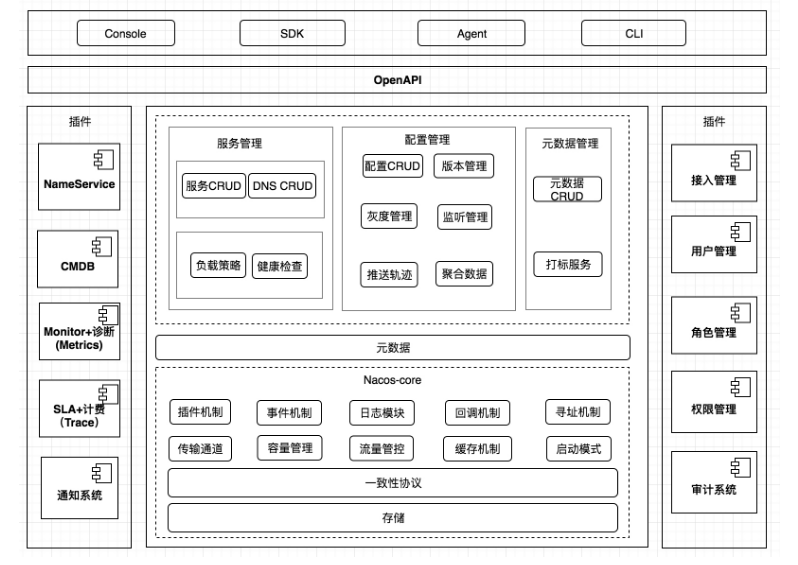 Console
SDK
Agent
CLI
OpenAPI
插件
NameService
CMDB
Monitor+诊断
(Metrics)
SLA+计费
（Trace）
通知系统
服务管理
服务CRUD
DNS CRUD
负载策略
健康检查
配置管理
配置CRUD
版本管理
灰度管理
监听管理
推送轨迹
聚合数据
元数据管理
元数据
CRUD
打标服务
元数据
Nacos-core
插件机制
事件机制
日志模块
回调机制
寻址机制
传输通道
容量管理
流量管控
缓存机制
启动模式
一致性协议
存储
插件
接入管理
用户管理
角色管理
权限管理
审计系统